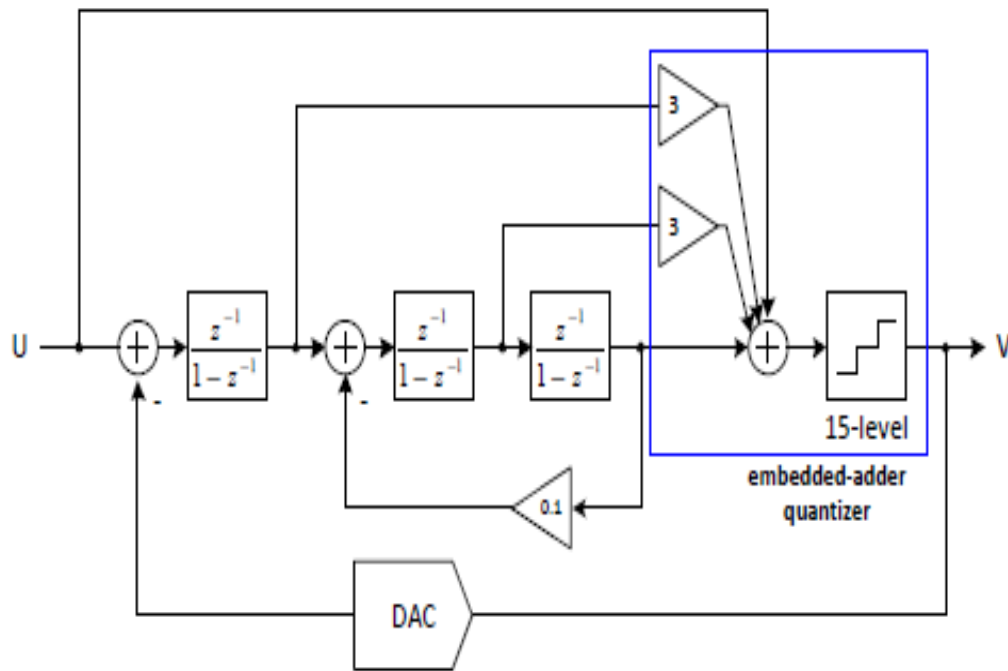 3
3
U
+
z⁻¹
1 − z⁻¹
+
z⁻¹
1 − z⁻¹
z⁻¹
1 − z⁻¹
+
V
-
-
15-level
embedded-adder
quantizer
0.1
DAC